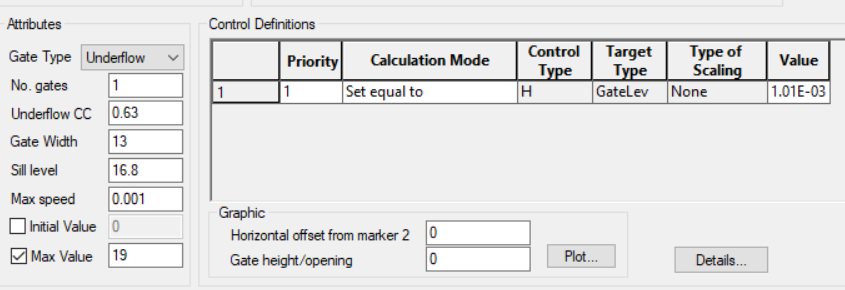 Attributes
Gate Type Underflow
No. gates 1
Underflow CC 0.63
Gate Width 13
Sill level 16.8
Max speed 0.001
Initial Value 0
Max Value 19
Control Definitions
Priority Calculation Mode Control Type Target Type Type of Scaling Value
1 1 Set equal to H GateLev None 1.01E-03
Graphic
Horizontal offset from marker 2 0
Gate height/opening 0
Plot...
Details...